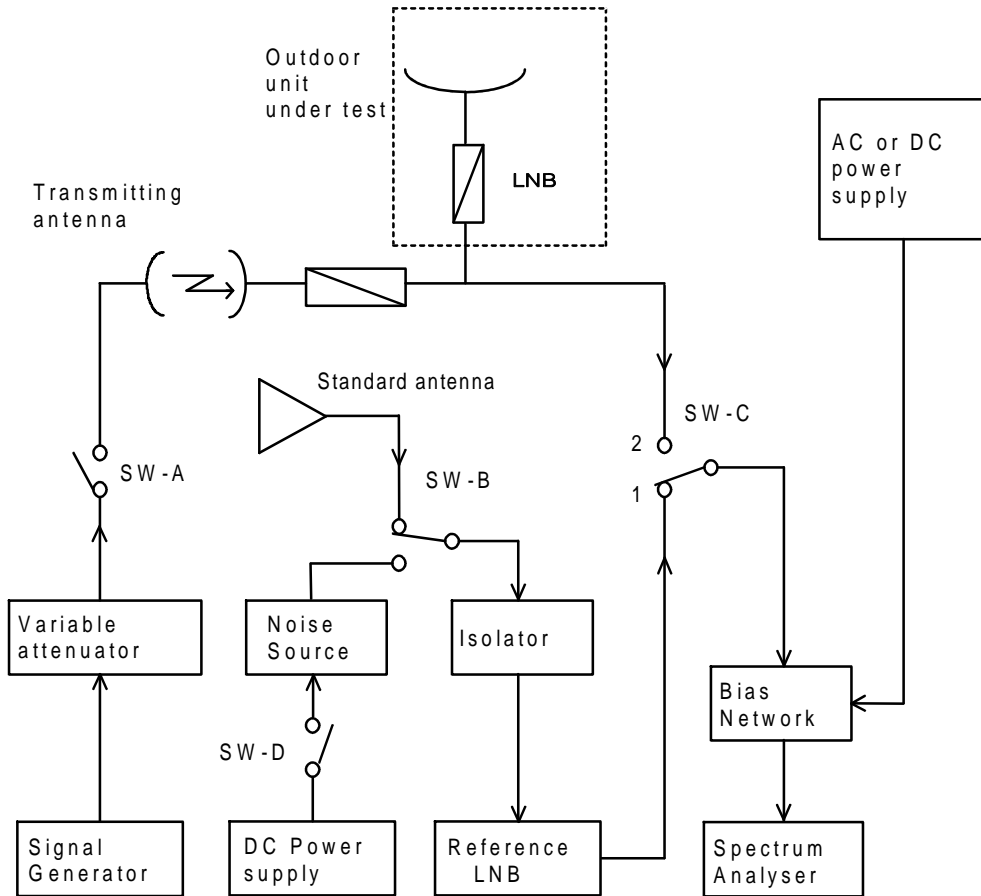 Outdoor
unit
under test
LNB
AC or DC
power
supply
Transmitting
antenna
Standard antenna
SW-C
2
1
SW-A
SW-B
Variable
attenuator
Noise
Source
Isolator
Bias
Network
SW-D
Signal
Generator
DC Power
supply
Reference
LNB
Spectrum
Analyser